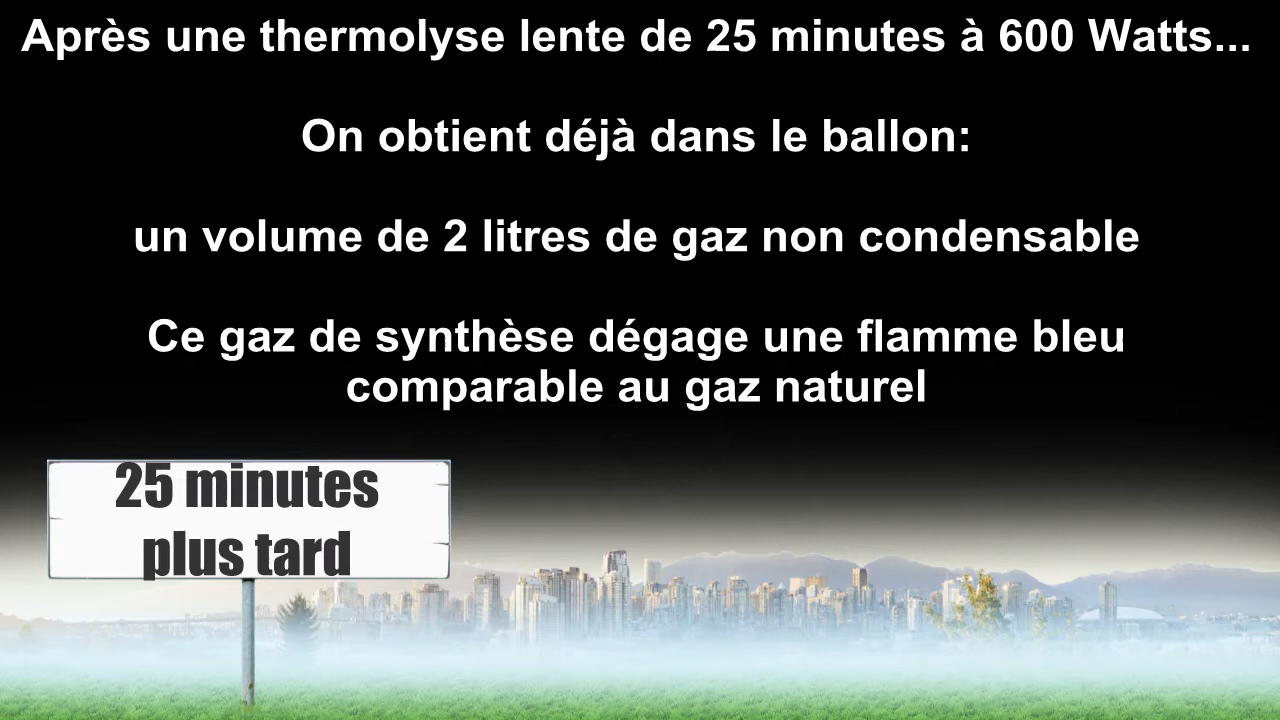 Après une thermolyse lente de 25 minutes à 600 Watts...
On obtient déjà dans le ballon:
un volume de 2 litres de gaz non condensable
Ce gaz de synthèse dégage une flamme bleu
comparable au gaz naturel
25 minutes
plus tard